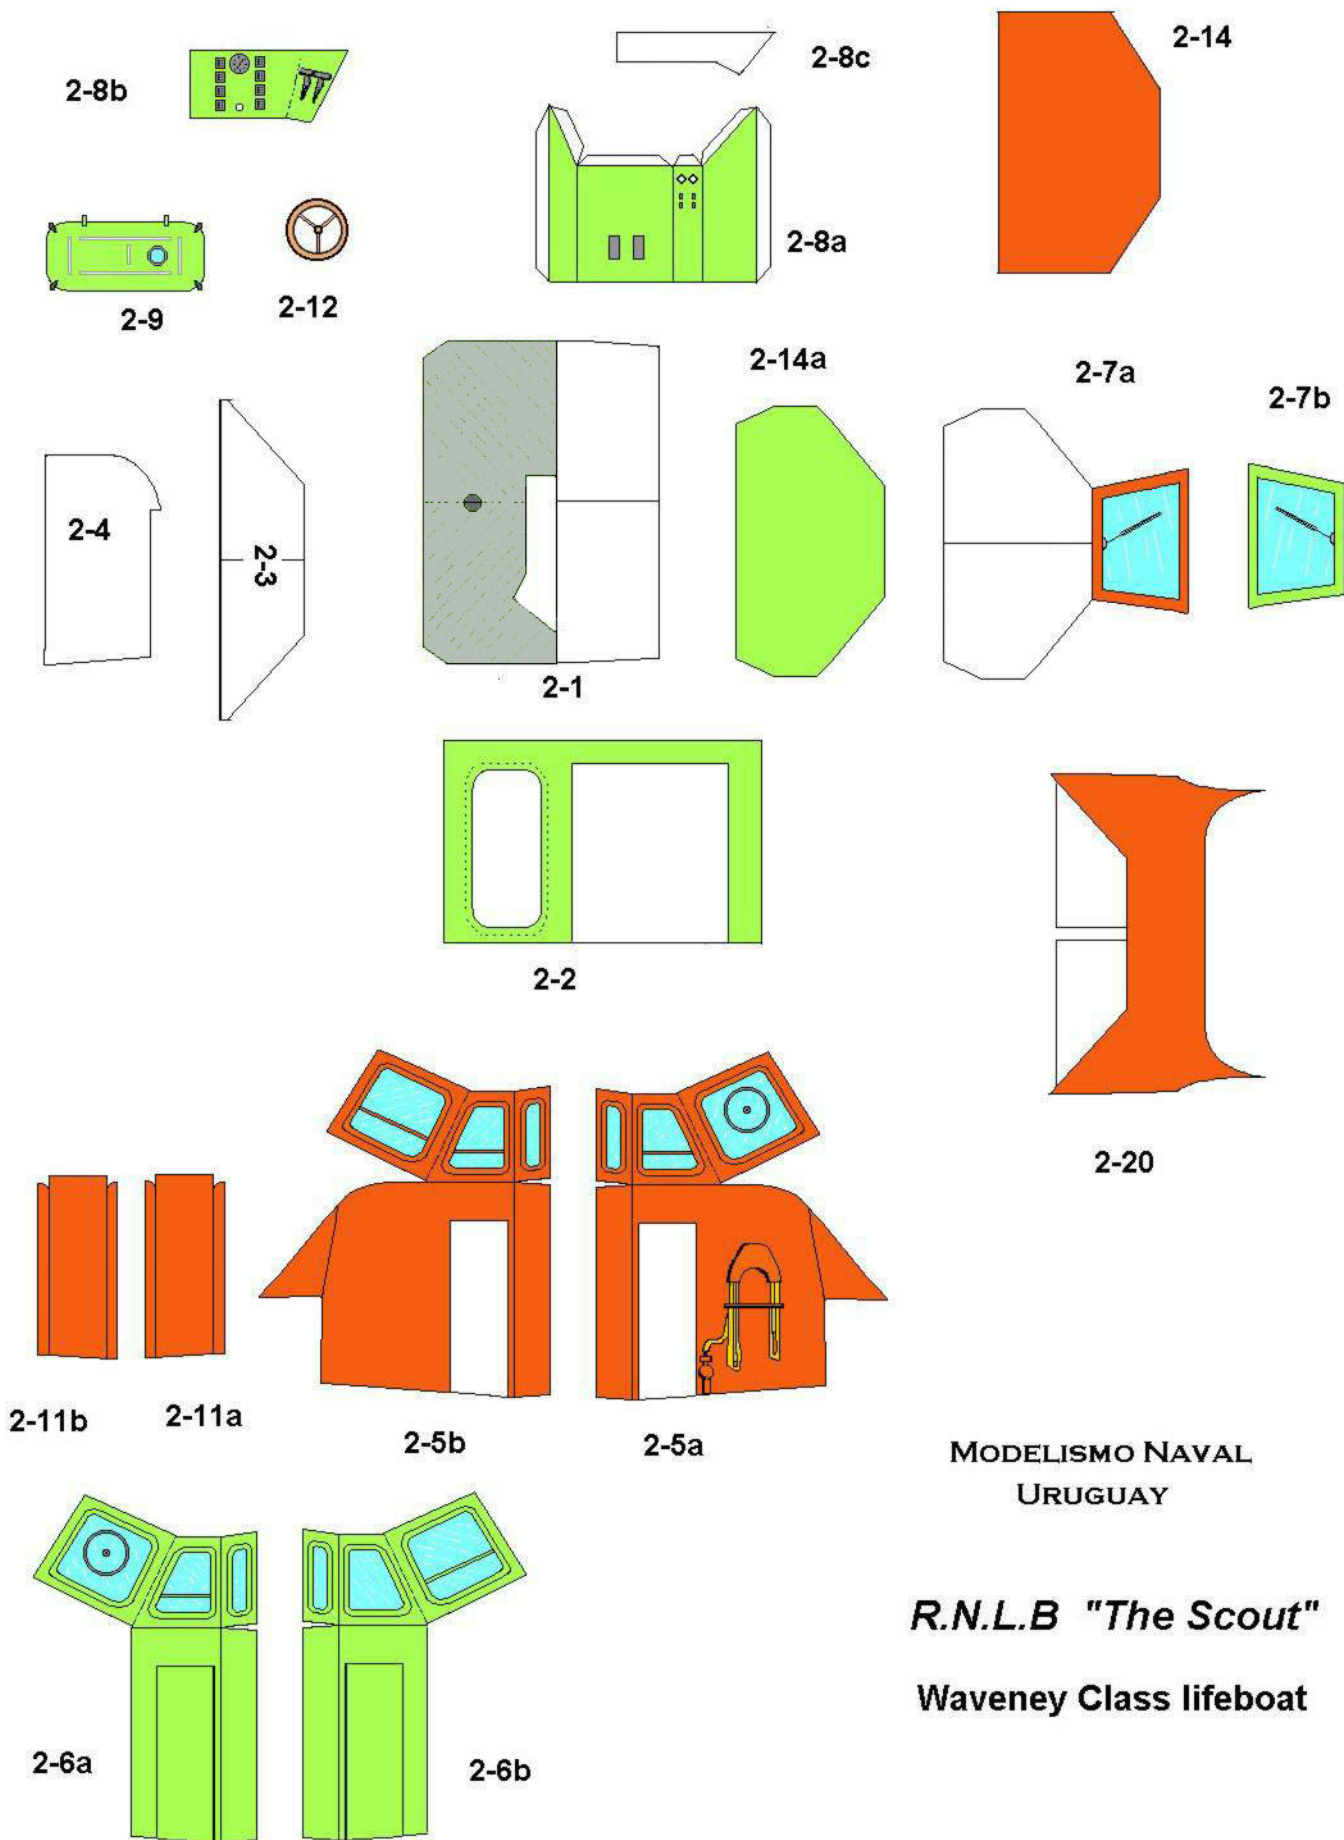 2-14
2-8c
2-8b
2-8a
2-9
2-12
2-14a
2-7a
2-7b
2-4
2-3
2-1
2-2
2-20
2-11b
2-11a
2-5b
2-5a
MODELISMO NAVAL
URUGUAY
R.N.L.B "The Scout"
Waveney Class lifeboat
2-6a
2-6b